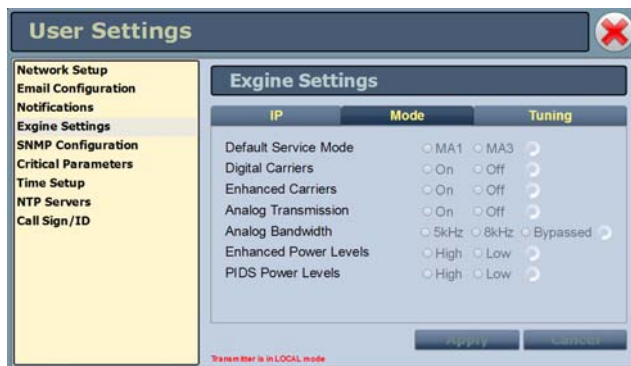 User Settings
Network Setup
Email Configuration
Notifications
Exgine Settings
SNMP Configuration
Critical Parameters
Time Setup
NTP Servers
Call Sign/ID
Exgine Settings
IP Mode Tuning
Default Service Mode MA1 MA3
Digital Carriers On Off
Enhanced Carriers On Off
Analog Transmission On Off
Analog Bandwidth 5kHz 8kHz Bypassed
Enhanced Power Levels High Low
PIDS Power Levels High Low
Apply Cancel
Transmitter is in LOCAL mode